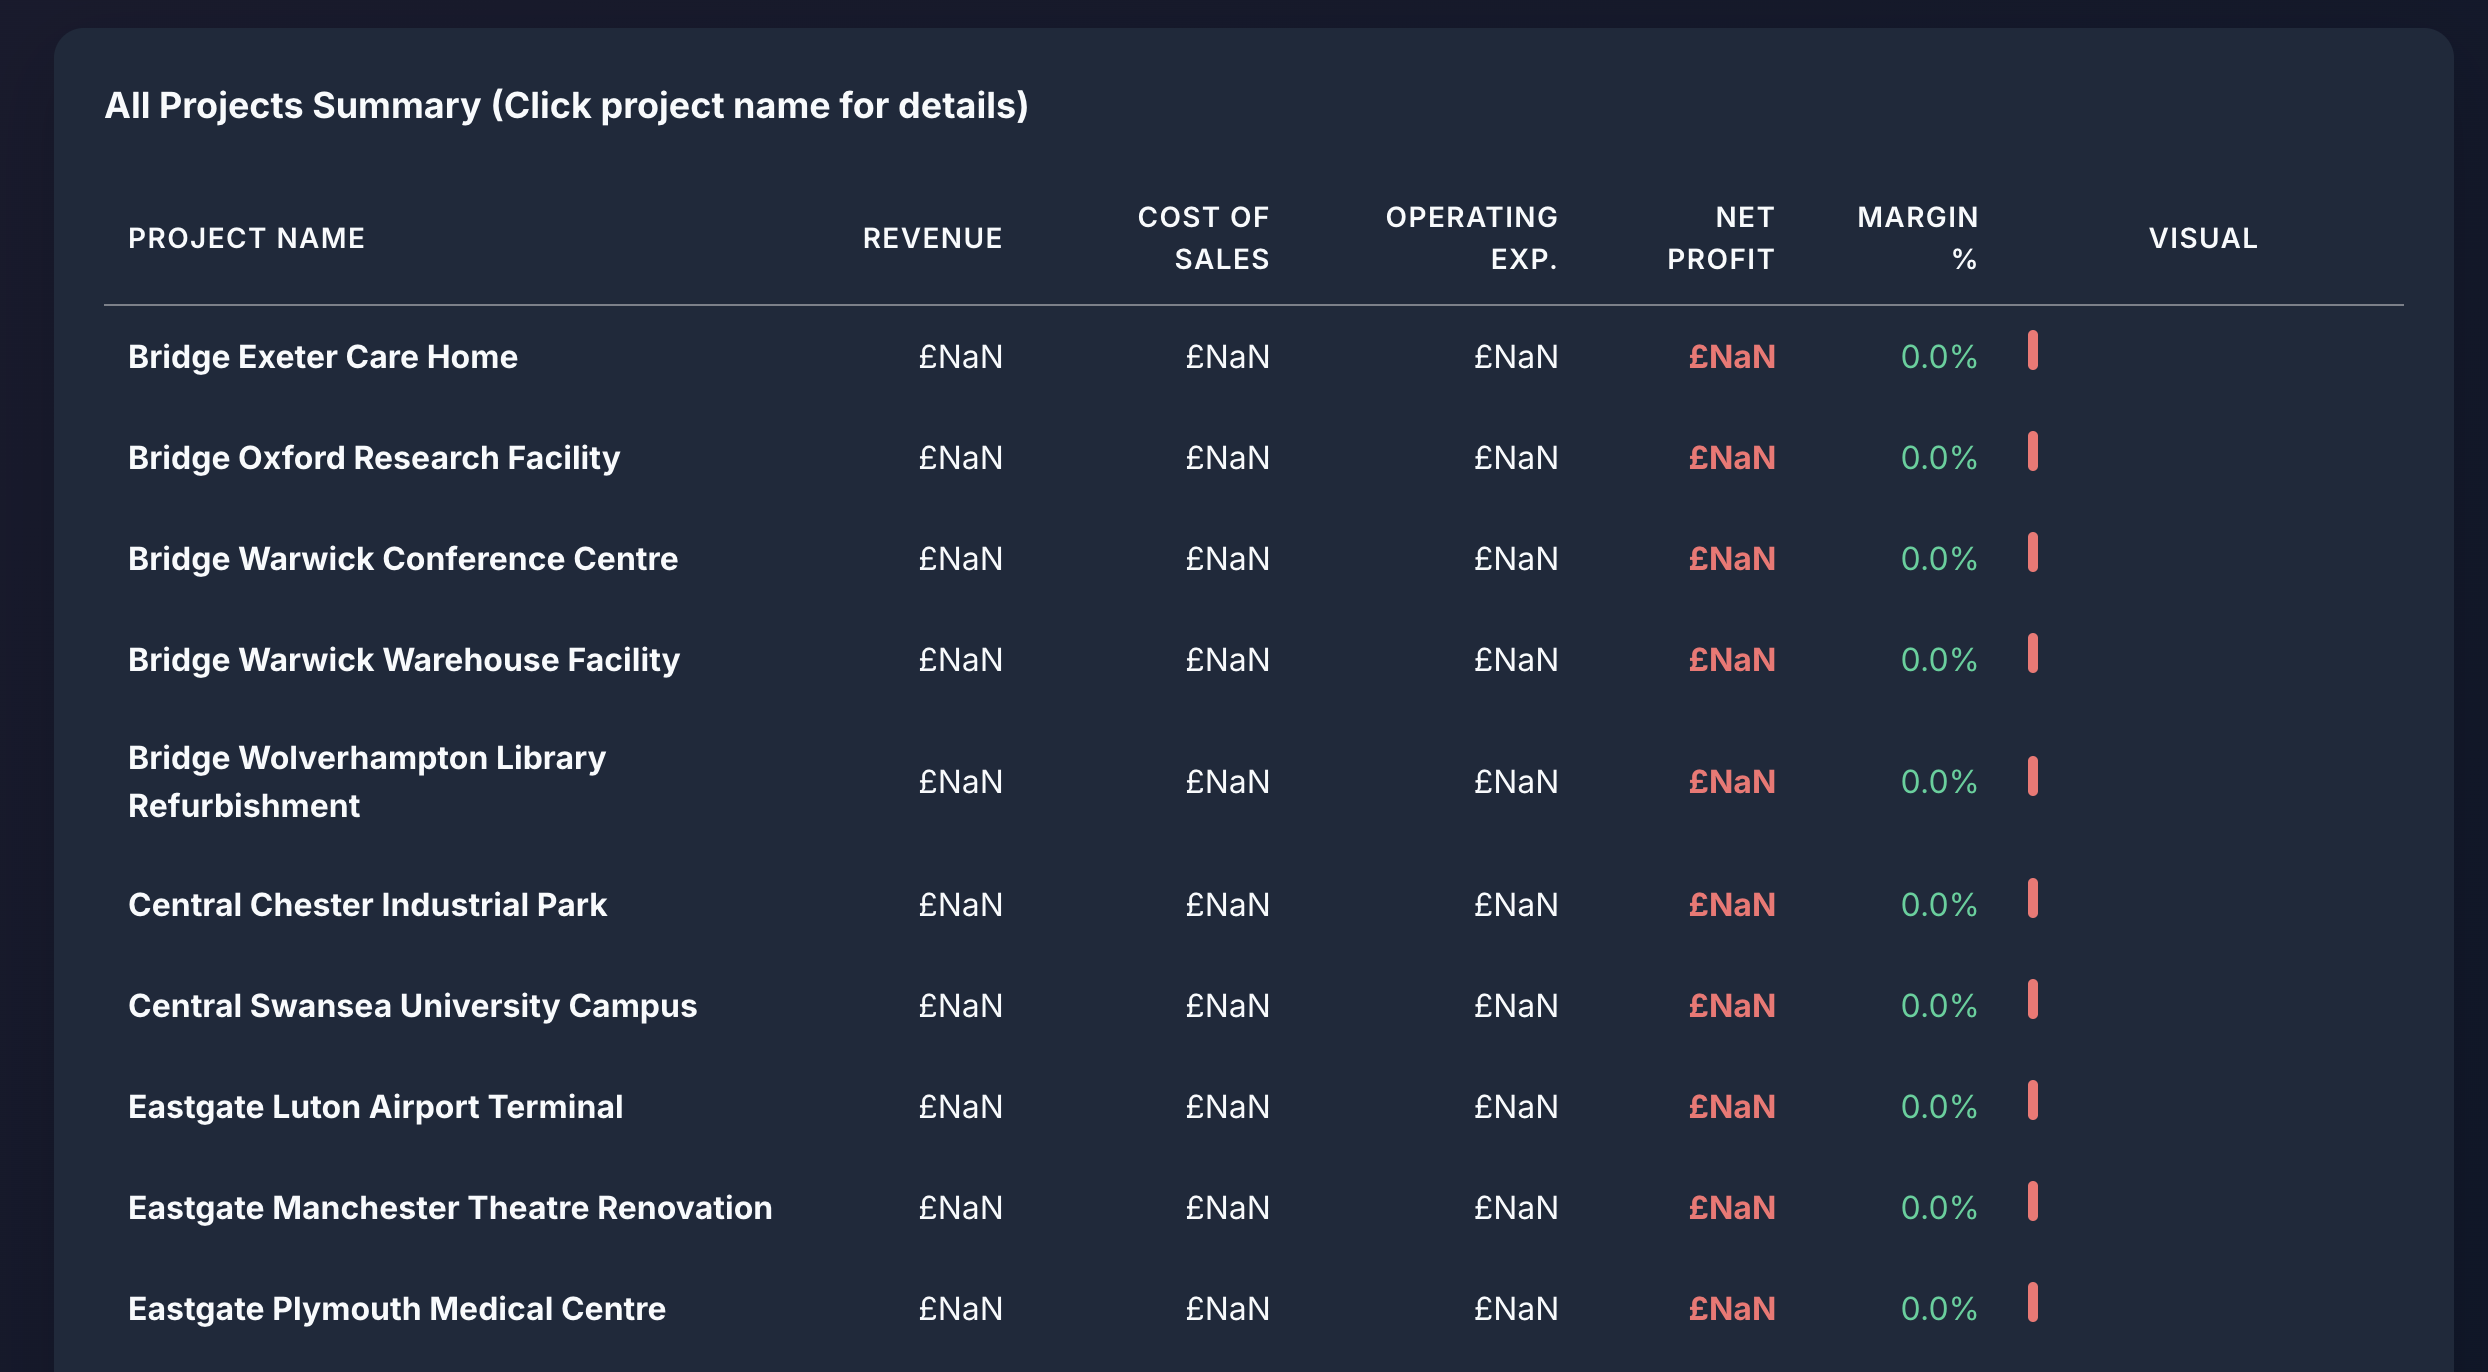 All Projects Summary (Click project name for details)
PROJECT NAME REVENUE COST OF SALES OPERATING EXP. NET PROFIT MARGIN % VISUAL
Bridge Exeter Care Home £NaN £NaN £NaN £NaN 0.0%
Bridge Oxford Research Facility £NaN £NaN £NaN £NaN 0.0%
Bridge Warwick Conference Centre £NaN £NaN £NaN £NaN 0.0%
Bridge Warwick Warehouse Facility £NaN £NaN £NaN £NaN 0.0%
Bridge Wolverhampton Library Refurbishment £NaN £NaN £NaN £NaN 0.0%
Central Chester Industrial Park £NaN £NaN £NaN £NaN 0.0%
Central Swansea University Campus £NaN £NaN £NaN £NaN 0.0%
Eastgate Luton Airport Terminal £NaN £NaN £NaN £NaN 0.0%
Eastgate Manchester Theatre Renovation £NaN £NaN £NaN £NaN 0.0%
Eastgate Plymouth Medical Centre £NaN £NaN £NaN £NaN 0.0%